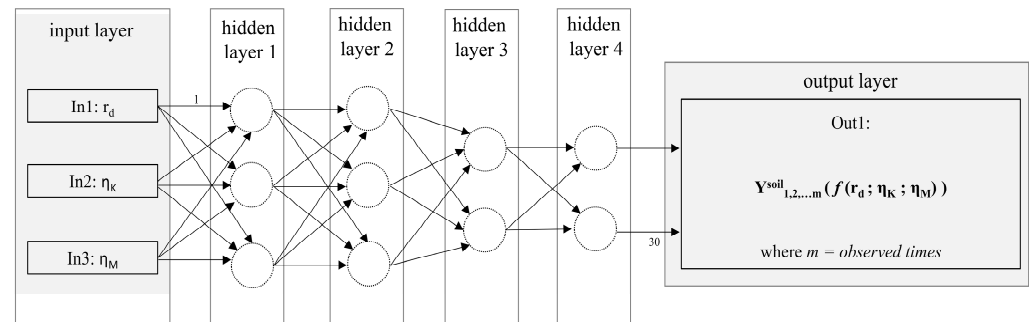 input layer
In1: r_d
In2: η_K
In3: η_M
1
hidden
layer 1
hidden
layer 2
hidden
layer 3
hidden
layer 4
30
output layer
Out1:
Y^soil_1,2,…m ( f ( r_d ; η_K ; η_M ) )
where m = observed times